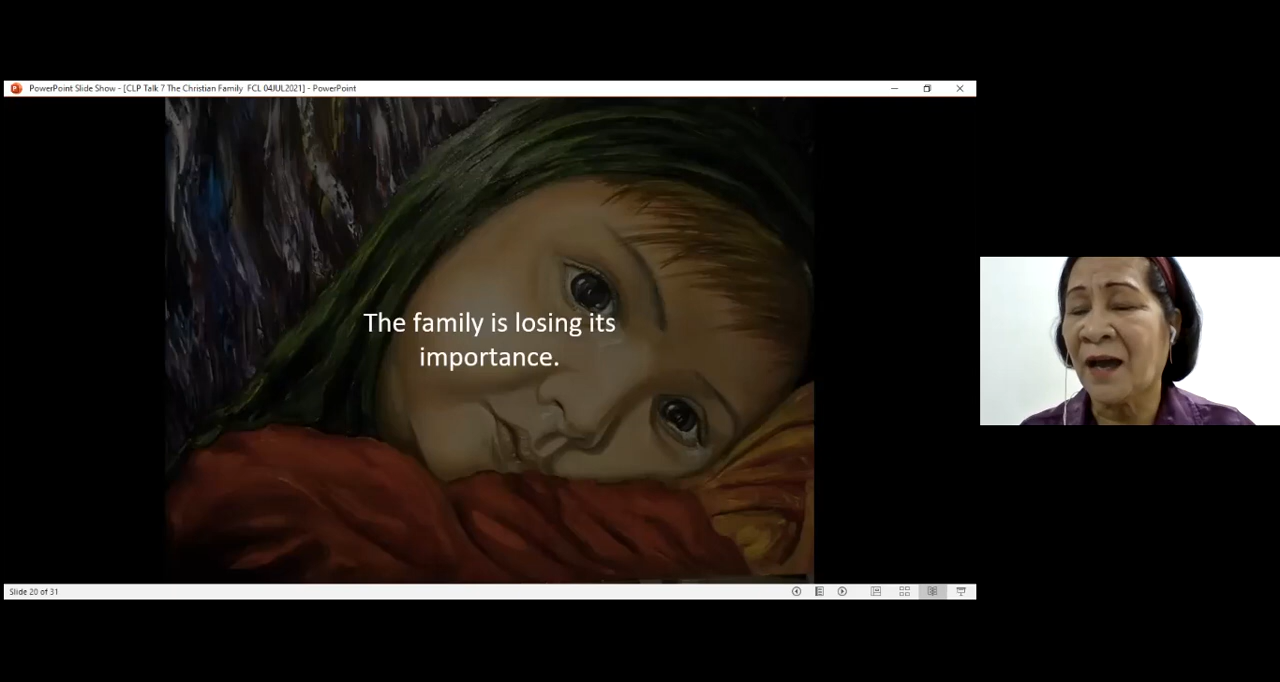 PowerPoint Slide Show - [CLP Talk 7 The Christian Family  FCL 04JUL2021] - PowerPoint
The family is losing its
importance.
Slide 20 of 31